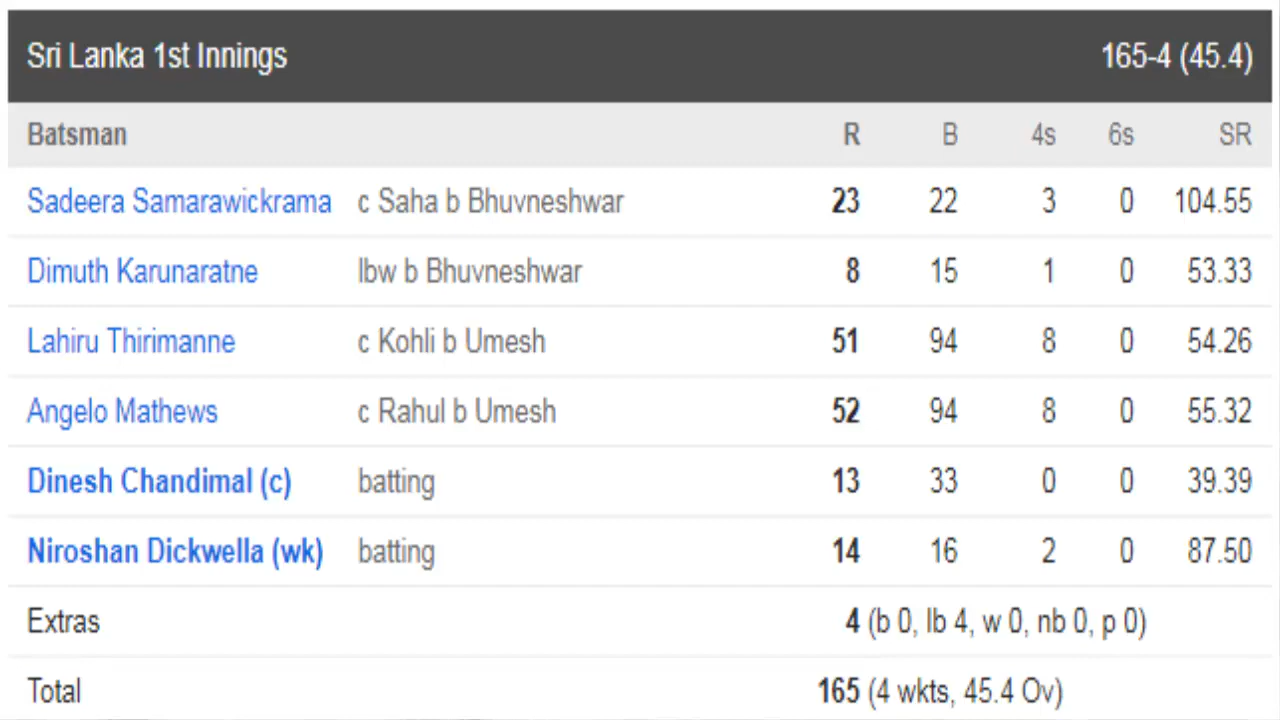 Sri Lanka 1st Innings 165-4 (45.4)
Batsman R B 4s 6s SR
Sadeera Samarawickrama c Saha b Bhuvneshwar 23 22 3 0 104.55
Dimuth Karunaratne lbw b Bhuvneshwar 8 15 1 0 53.33
Lahiru Thirimanne c Kohli b Umesh 51 94 8 0 54.26
Angelo Mathews c Rahul b Umesh 52 94 8 0 55.32
Dinesh Chandimal (c) batting 13 33 0 0 39.39
Niroshan Dickwella (wk) batting 14 16 2 0 87.50
Extras 4 (b 0, lb 4, w 0, nb 0, p 0)
Total 165 (4 wkts, 45.4 Ov)